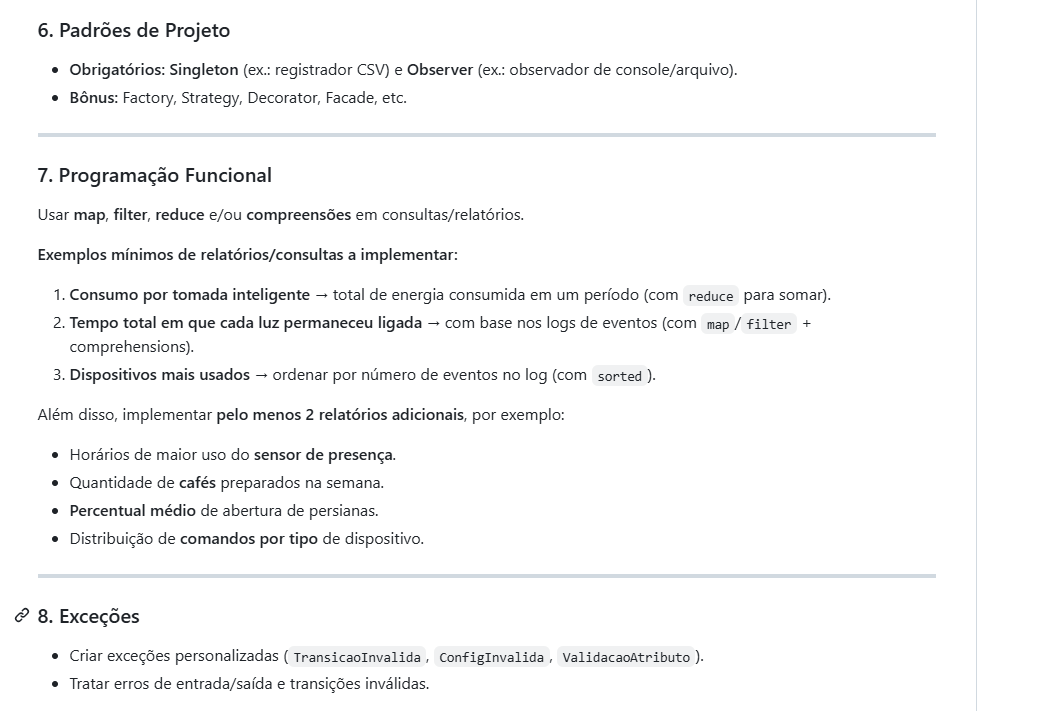 6. Padrões de Projeto
• Obrigatórios: Singleton (ex.: registrador CSV) e Observer (ex.: observador de console/arquivo).
• Bônus: Factory, Strategy, Decorator, Facade, etc.
7. Programação Funcional
Usar map, filter, reduce e/ou compreensões em consultas/relatórios.
Exemplos mínimos de relatórios/consultas a implementar:
1. Consumo por tomada inteligente → total de energia consumida em um período (com reduce para somar).
2. Tempo total em que cada luz permaneceu ligada → com base nos logs de eventos (com map / filter +
comprehensions).
3. Dispositivos mais usados → ordenar por número de eventos no log (com sorted ).
Além disso, implementar pelo menos 2 relatórios adicionais, por exemplo:
• Horários de maior uso do sensor de presença.
• Quantidade de cafés preparados na semana.
• Percentual médio de abertura de persianas.
• Distribuição de comandos por tipo de dispositivo.
8. Exceções
• Criar exceções personalizadas ( TransicaoInvalida , ConfigInvalida , ValidacaoAtributo ).
• Tratar erros de entrada/saída e transições inválidas.